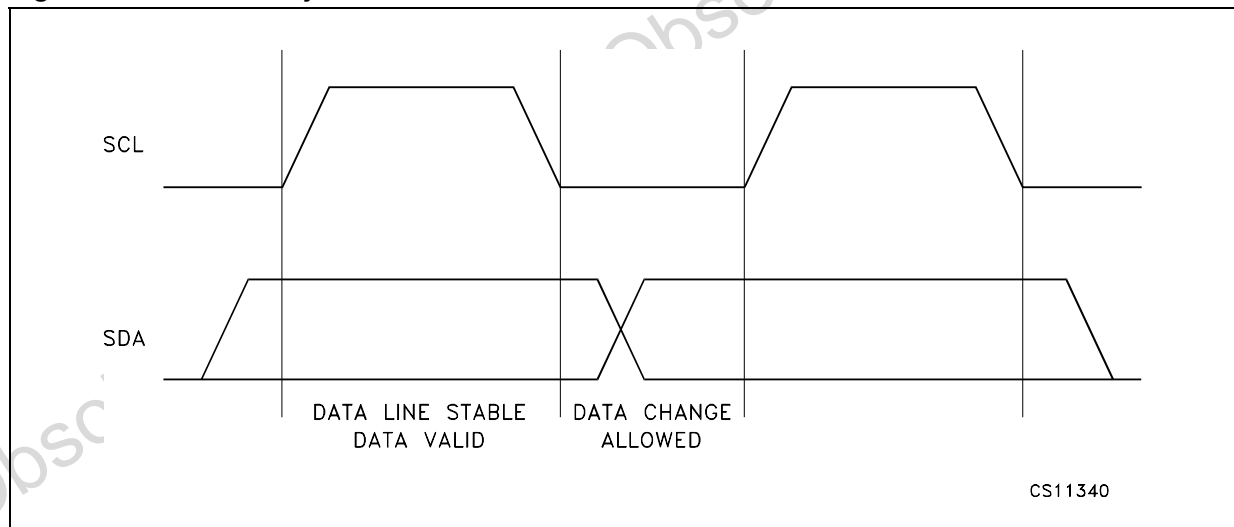 SCL
SDA
DATA LINE STABLE
DATA VALID
DATA CHANGE
ALLOWED
CS11340